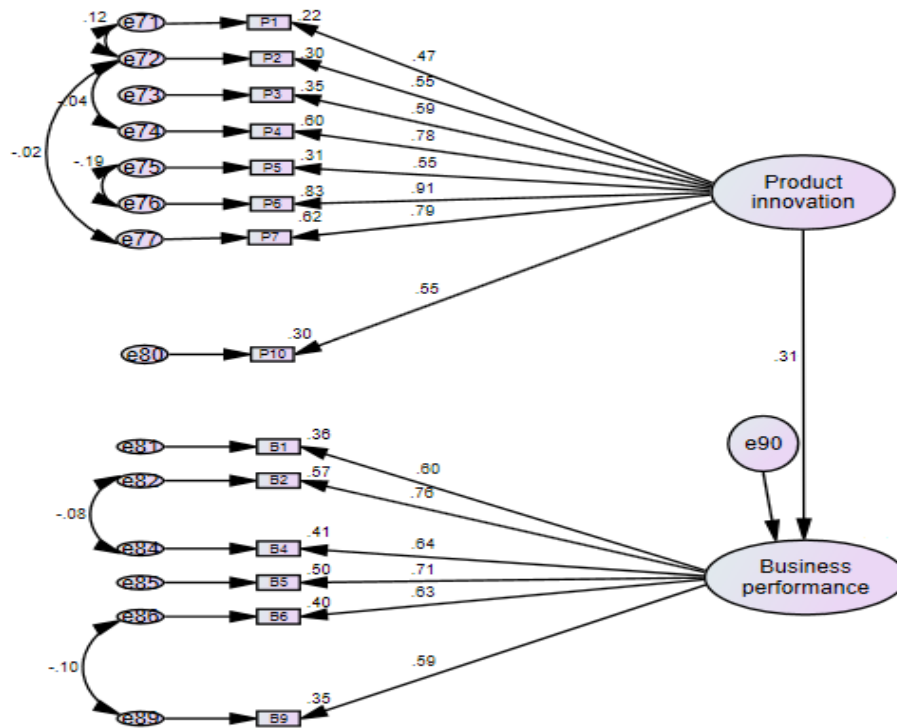 .12
e71
P1
.22
.47
e72
P2
.30
.55
e73
P3
.35
.59
-.04
e74
P4
.60
.78
-.02
-.19
e75
P5
.31
.55
e76
P6
.83
.91
e77
P7
.62
.79
Product
innovation
.55
e80
P10
.30
.31
e81
B1
.36
.60
e90
e82
B2
.57
.76
-.08
e84
B4
.41
.64
e85
B5
.50
.71
Business
performance
e86
B6
.40
.63
-.10
.59
e89
B9
.35